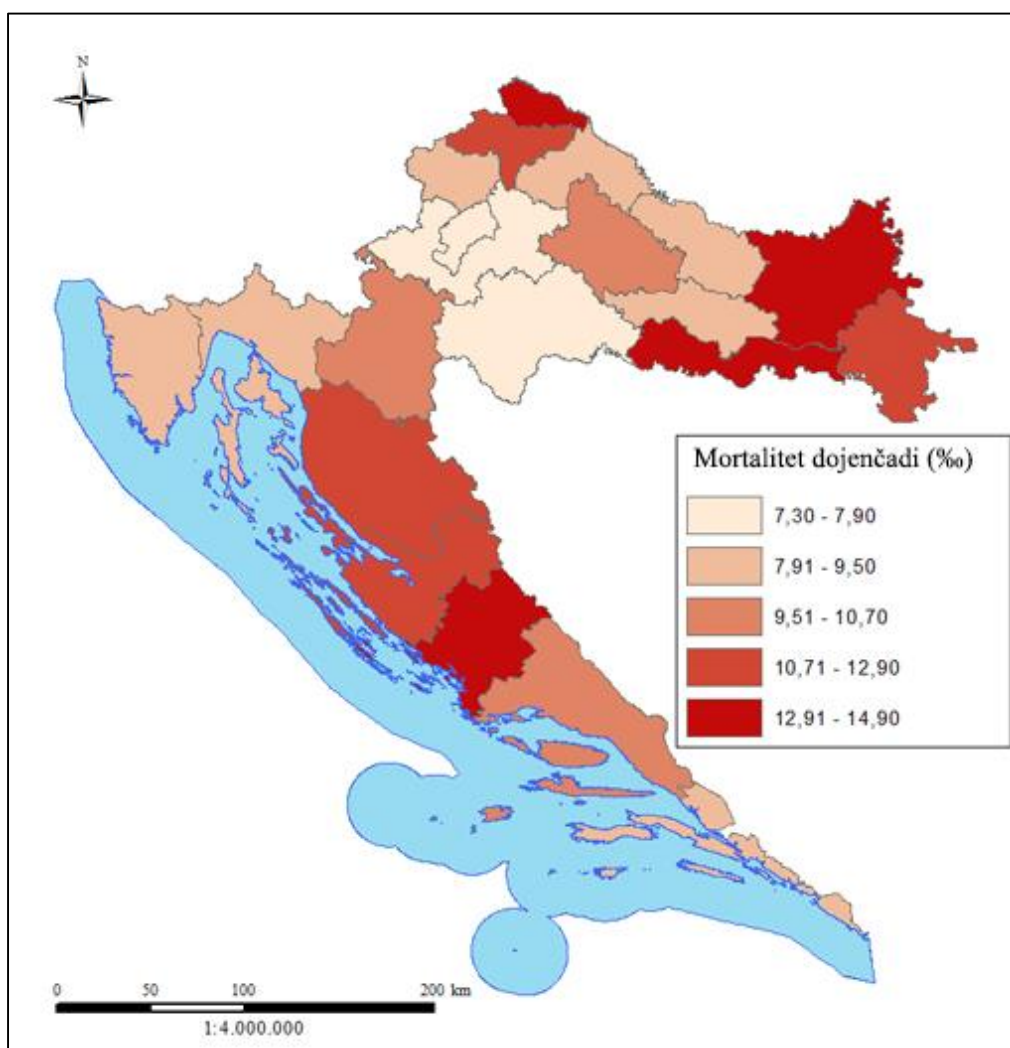 N
Mortalitet dojenčadi (‰)
7,30 - 7,90
7,91 - 9,50
9,51 - 10,70
10,71 - 12,90
12,91 - 14,90
0 50 100 200 km
1:4.000.000